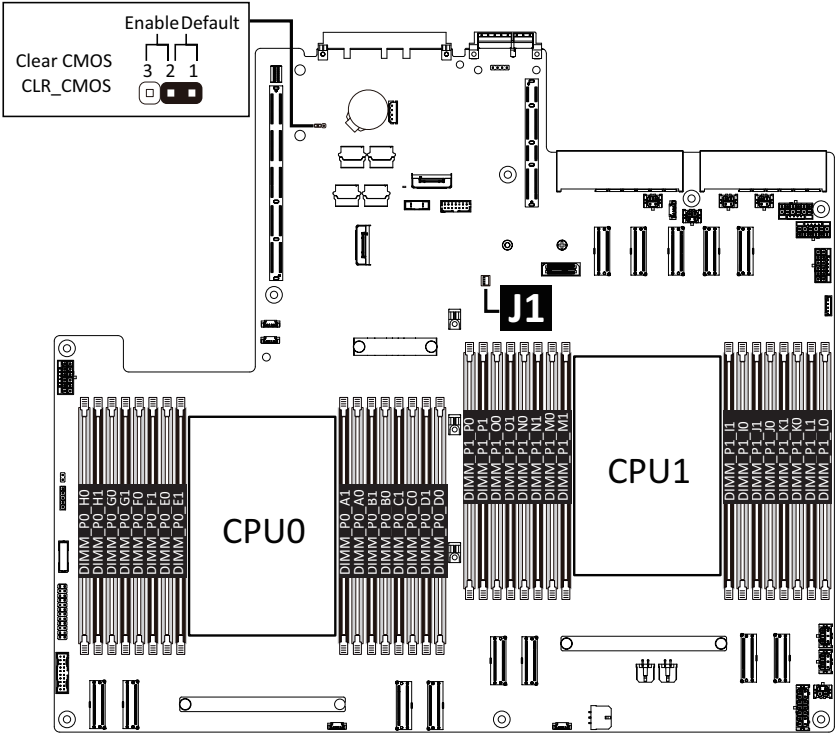 Enable Default
Clear CMOS
CLR_CMOS
3 2 1
J1
DIMM_P1_P0
DIMM_P1_P1
DIMM_P1_O0
DIMM_P1_O1
DIMM_P1_N0
DIMM_P1_N1
DIMM_P1_M0
DIMM_P1_M1
CPU1
DIMM_P1_I1
DIMM_P1_I0
DIMM_P1_J1
DIMM_P1_J0
DIMM_P1_K1
DIMM_P1_K0
DIMM_P1_L1
DIMM_P1_L0
DIMM_P0_H0
DIMM_P0_H1
DIMM_P0_G0
DIMM_P0_G1
DIMM_P0_F0
DIMM_P0_F1
DIMM_P0_E0
DIMM_P0_E1
CPU0
DIMM_P0_A1
DIMM_P0_A0
DIMM_P0_B1
DIMM_P0_B0
DIMM_P0_C1
DIMM_P0_C0
DIMM_P0_D1
DIMM_P0_D0